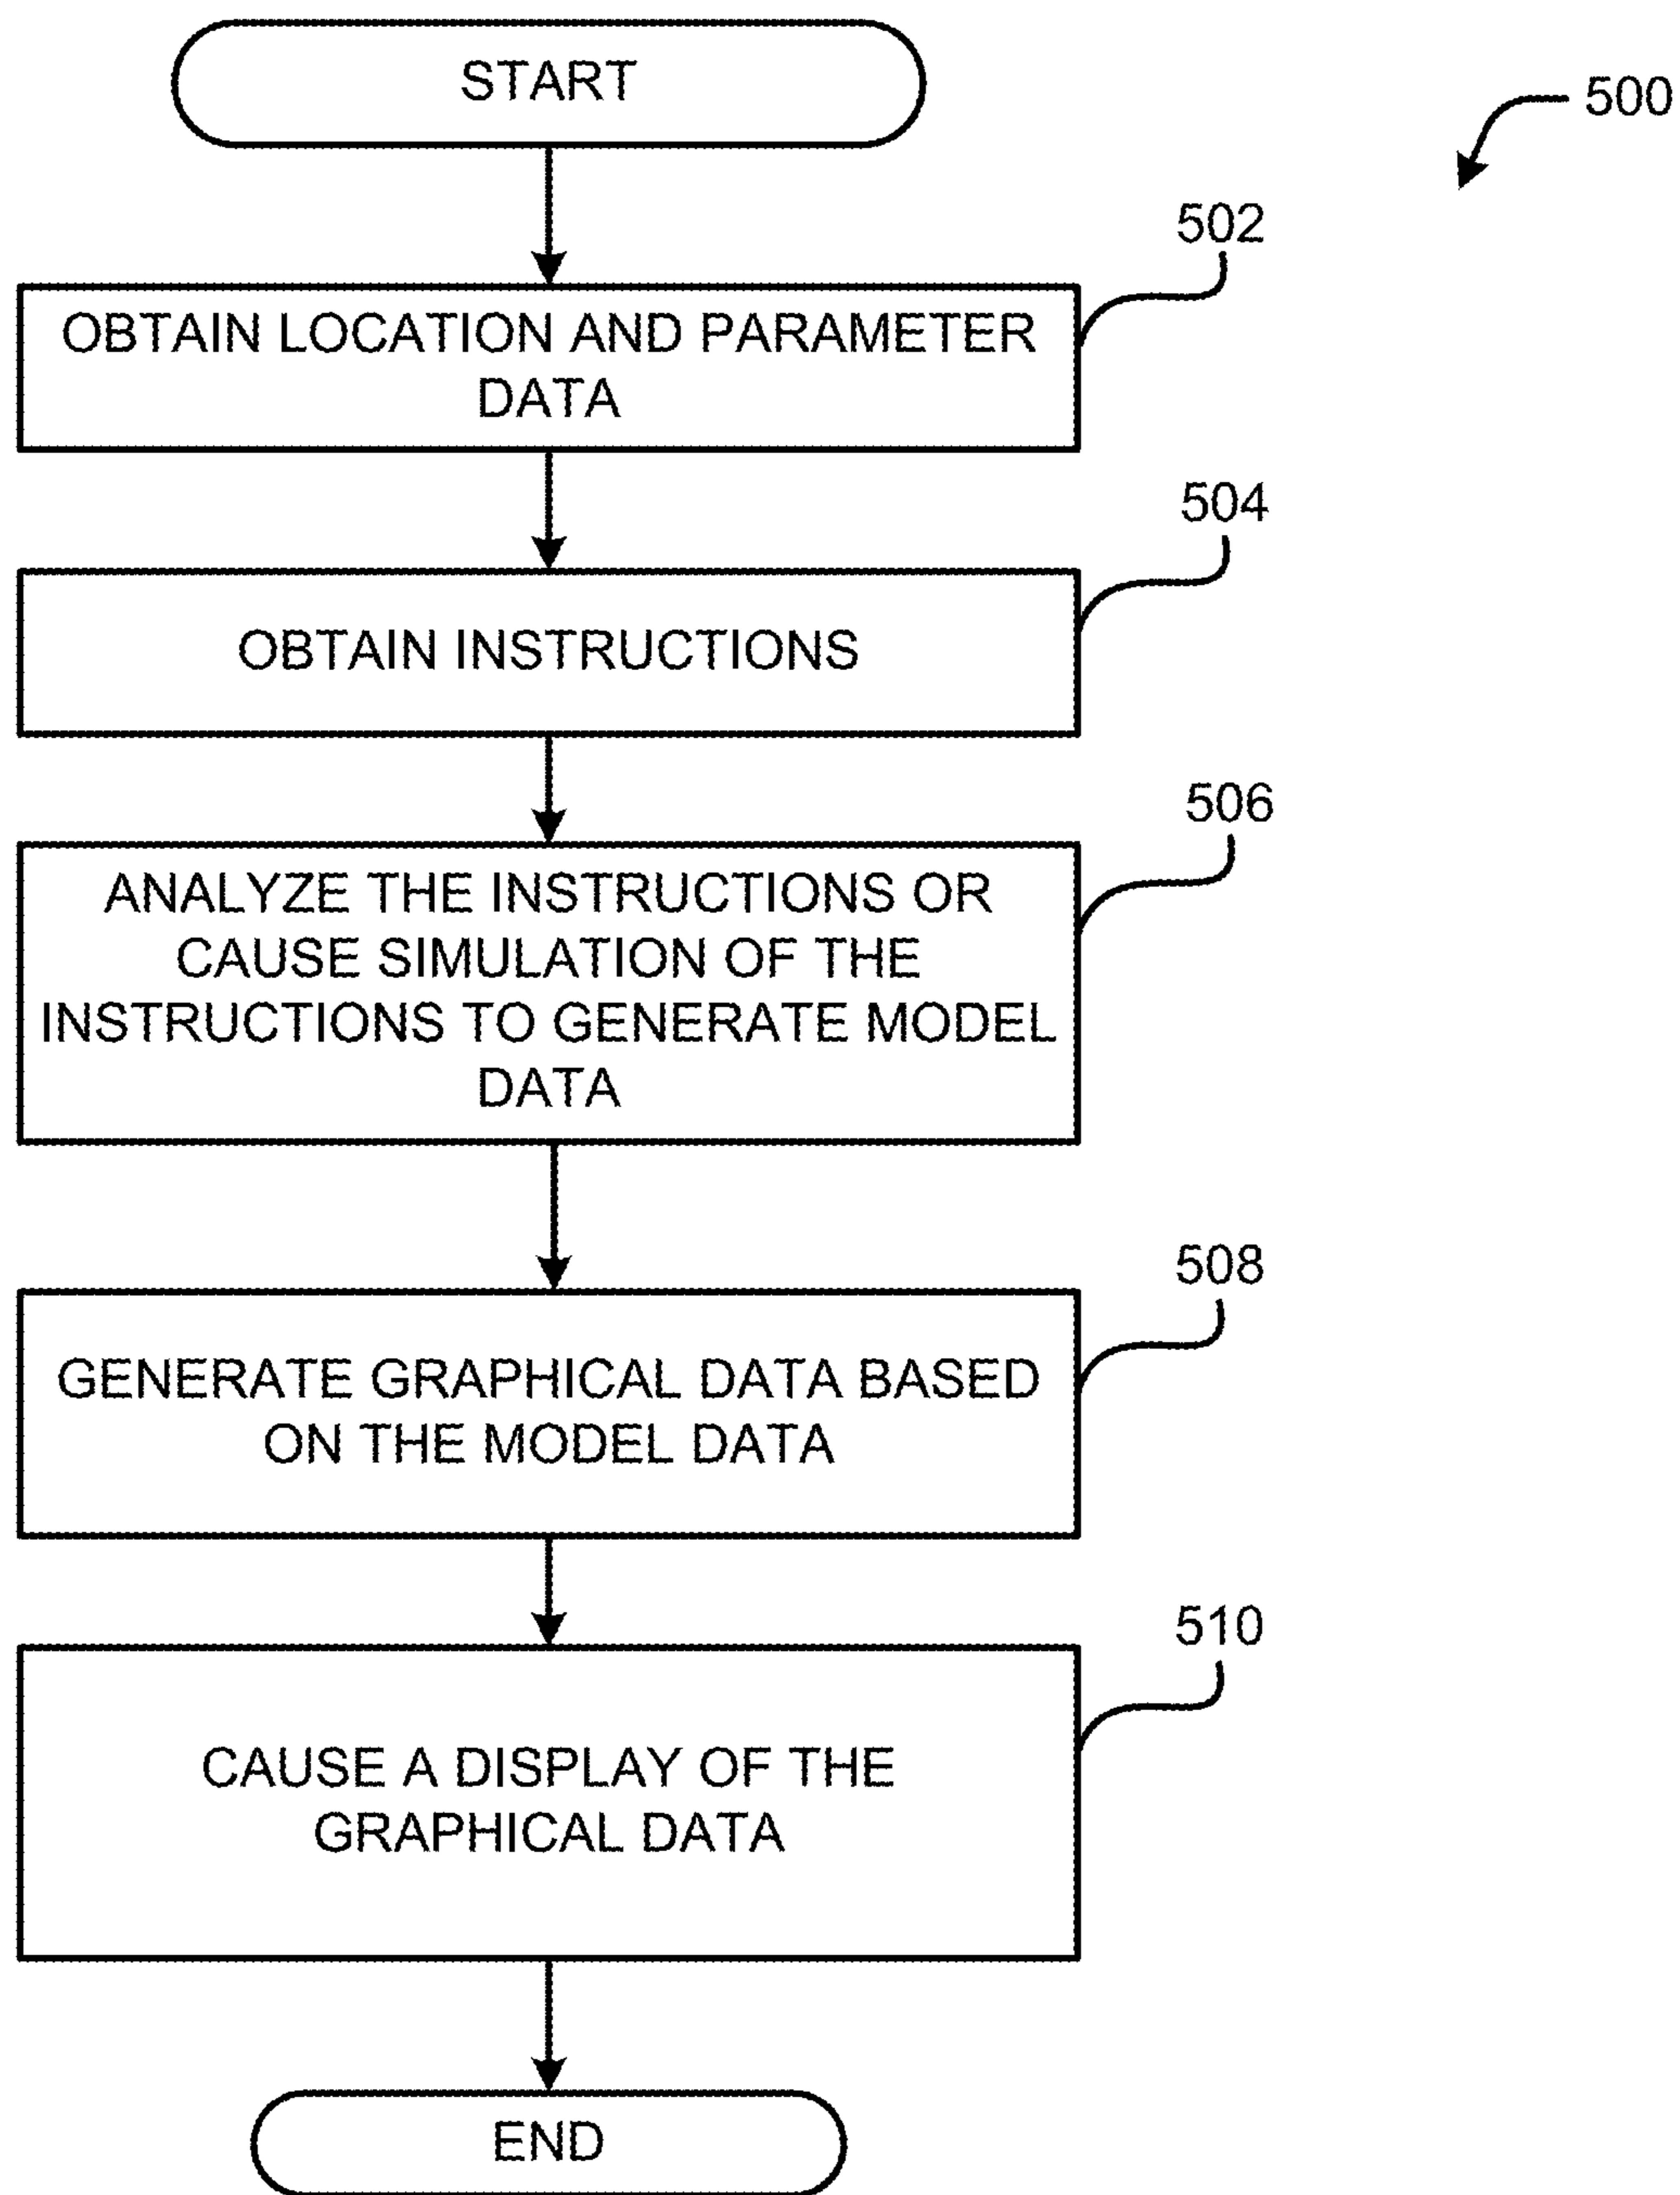 START
500
502
OBTAIN LOCATION AND PARAMETER
DATA
504
OBTAIN INSTRUCTIONS
506
ANALYZE THE INSTRUCTIONS OR
CAUSE SIMULATION OF THE
INSTRUCTIONS TO GENERATE MODEL
DATA
508
GENERATE GRAPHICAL DATA BASED
ON THE MODEL DATA
510
CAUSE A DISPLAY OF THE
GRAPHICAL DATA
END